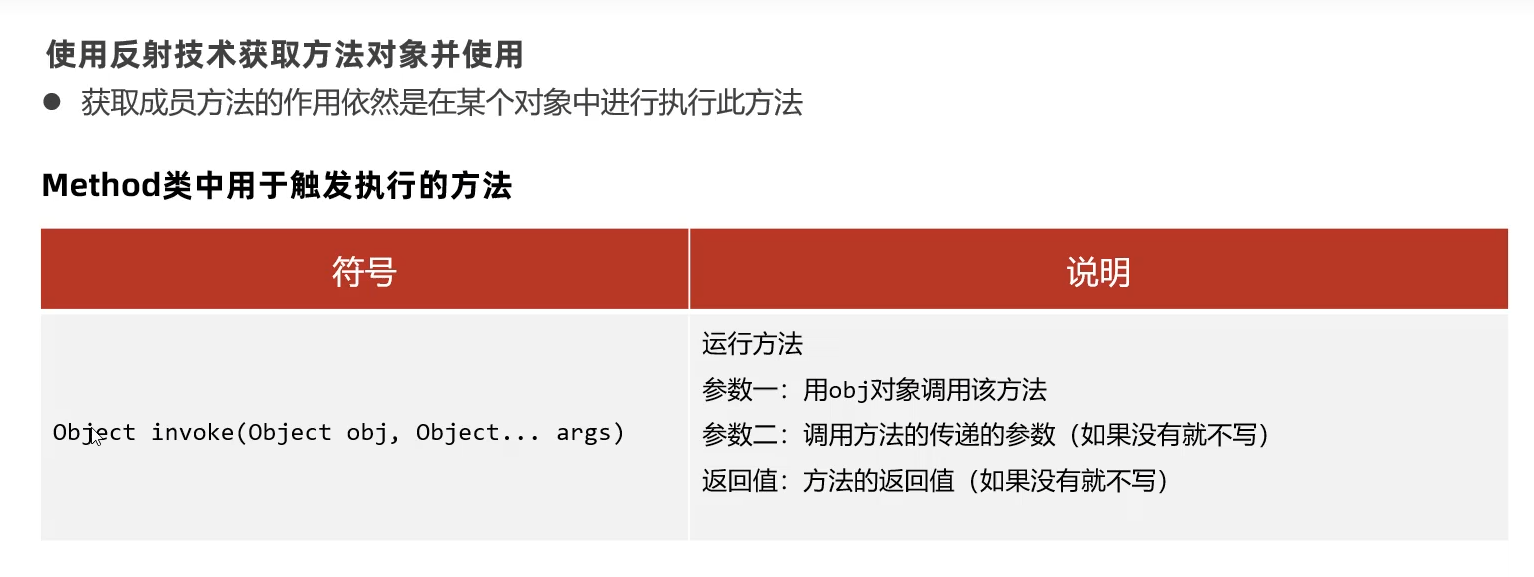 使用反射技术获取方法对象并使用
● 获取成员方法的作用依然是在某个对象中进行执行此方法
Method类中用于触发执行的方法
符号
说明
Object invoke(Object obj, Object... args)
运行方法
参数一：用obj对象调用该方法
参数二：调用方法的传递的参数（如果没有就不写）
返回值：方法的返回值（如果没有就不写）